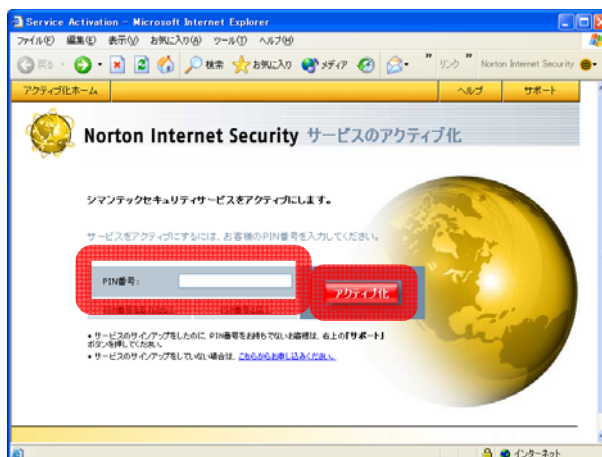 Service Activation - Microsoft Internet Explorer
ファイル(F) 編集(E) 表示(V) お気に入り(A) ツール(T) ヘルプ(H)
戻る 検索 お気に入り メディア リンク Norton Internet Security
アクティブ化ホーム ヘルプ サポート
Norton Internet Security サービスのアクティブ化
シマンテックセキュリティサービスをアクティブにします。
サービスをアクティブにするには、お客様のPIN番号を入力してください。
PIN番号:
アクティブ化
• サービスのサインアップをしたのに、PIN番号をお持ちでないお客様は、右上の「サポート」
ボタンを押してください。
• サービスのサインアップをしていない場合は、こちらからお申し込みください。
インターネット